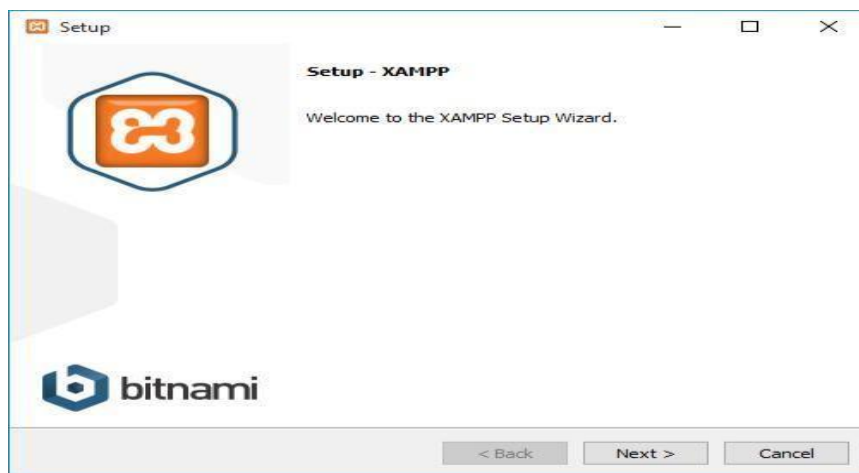 Setup
Setup - XAMPP
Welcome to the XAMPP Setup Wizard.
bitnami
< Back
Next >
Cancel